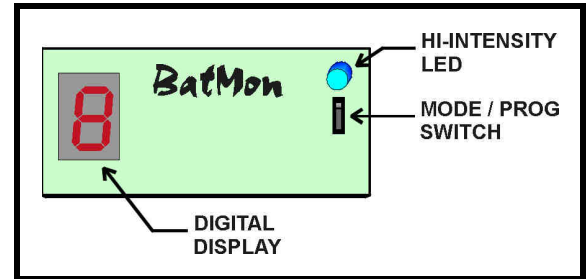 HI-INTENSITY
LED
BatMon
8
MODE / PROG
SWITCH
DIGITAL
DISPLAY